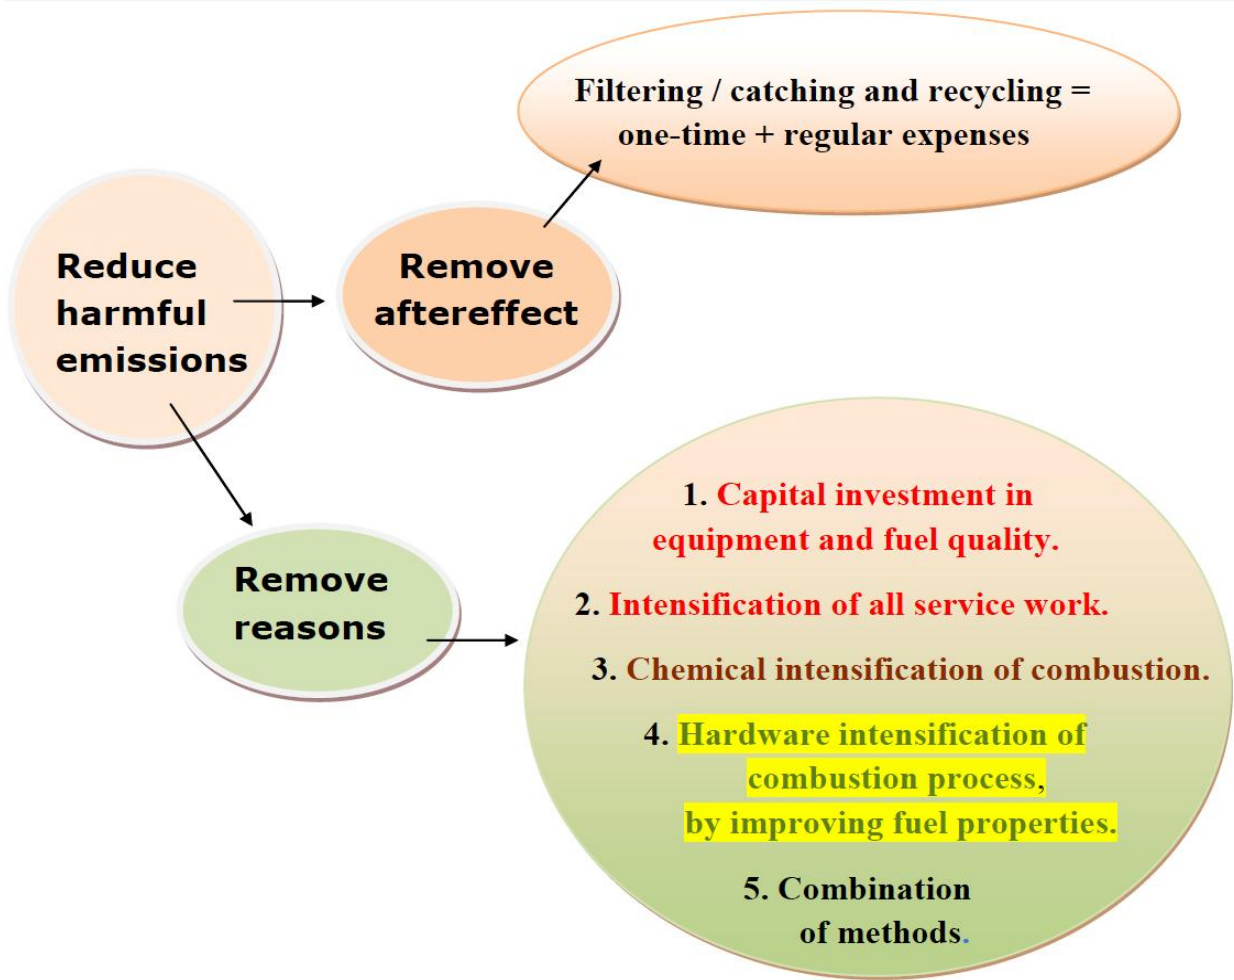 Filtering / catching and recycling =
one-time + regular expenses
Reduce
harmful
emissions
Remove
aftereffect
Remove
reasons
1. Capital investment in
equipment and fuel quality.
2. Intensification of all service work.
3. Chemical intensification of combustion.
4. Hardware intensification of
combustion process,
by improving fuel properties.
5. Combination
of methods.